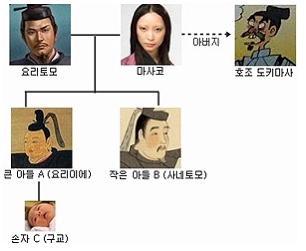 요리토모
마사코
아버지
호조 도키마사
큰 아들 A (요리이에)
작은 아들 B (사네토모)
손자 C (구교)